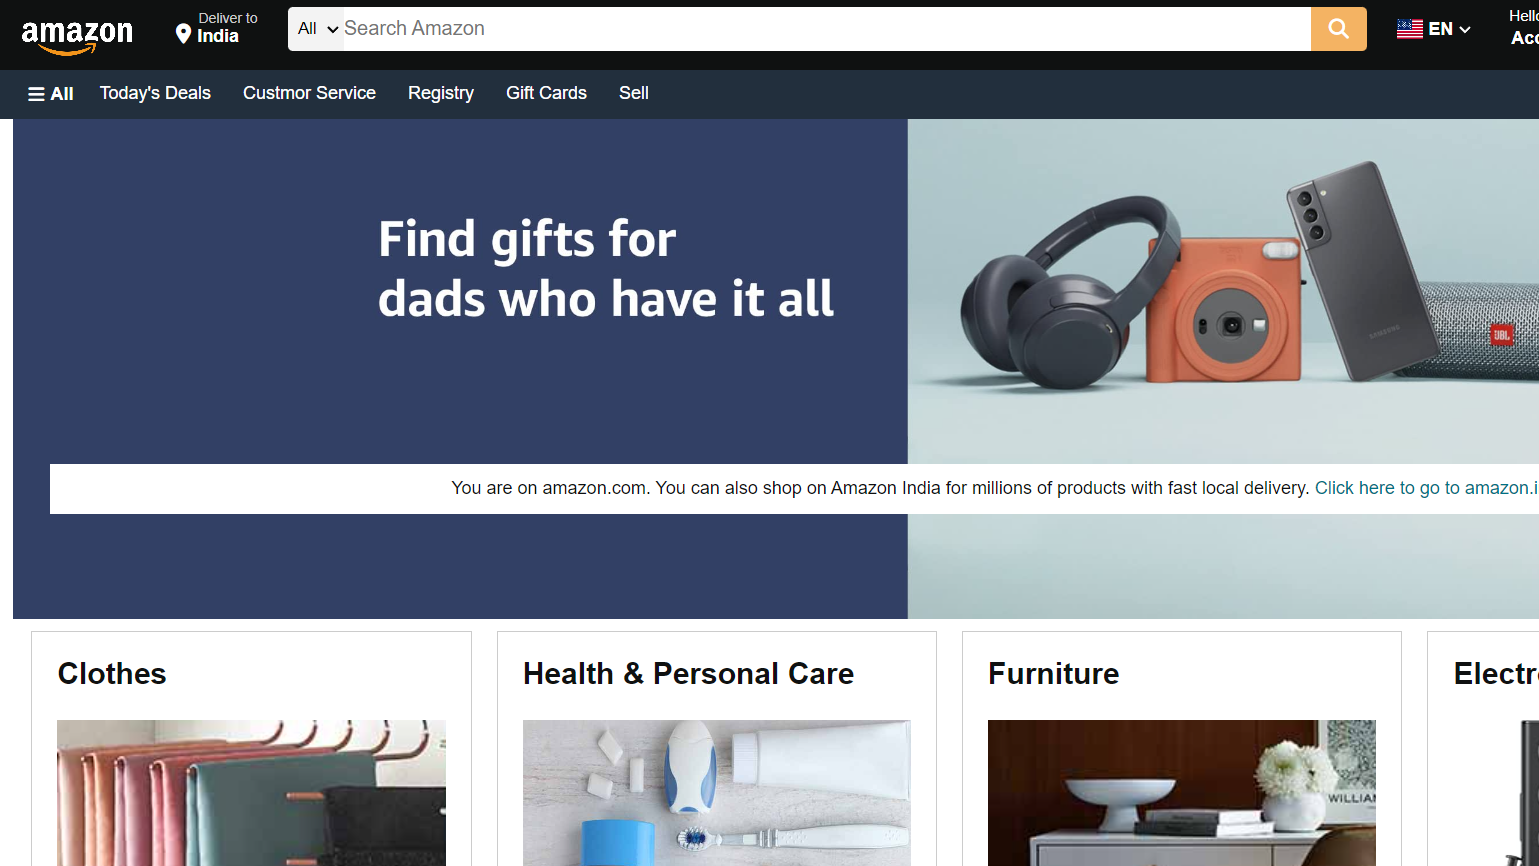 amazon
Deliver to
India
All
Search Amazon
EN
Hello
Acc
All
Today's Deals
Custmor Service
Registry
Gift Cards
Sell
Find gifts for
dads who have it all
SAMSUNG
JBL
You are on amazon.com. You can also shop on Amazon India for millions of products with fast local delivery. Click here to go to amazon.i
Clothes
Health & Personal Care
Furniture
Electr
WILLIAM